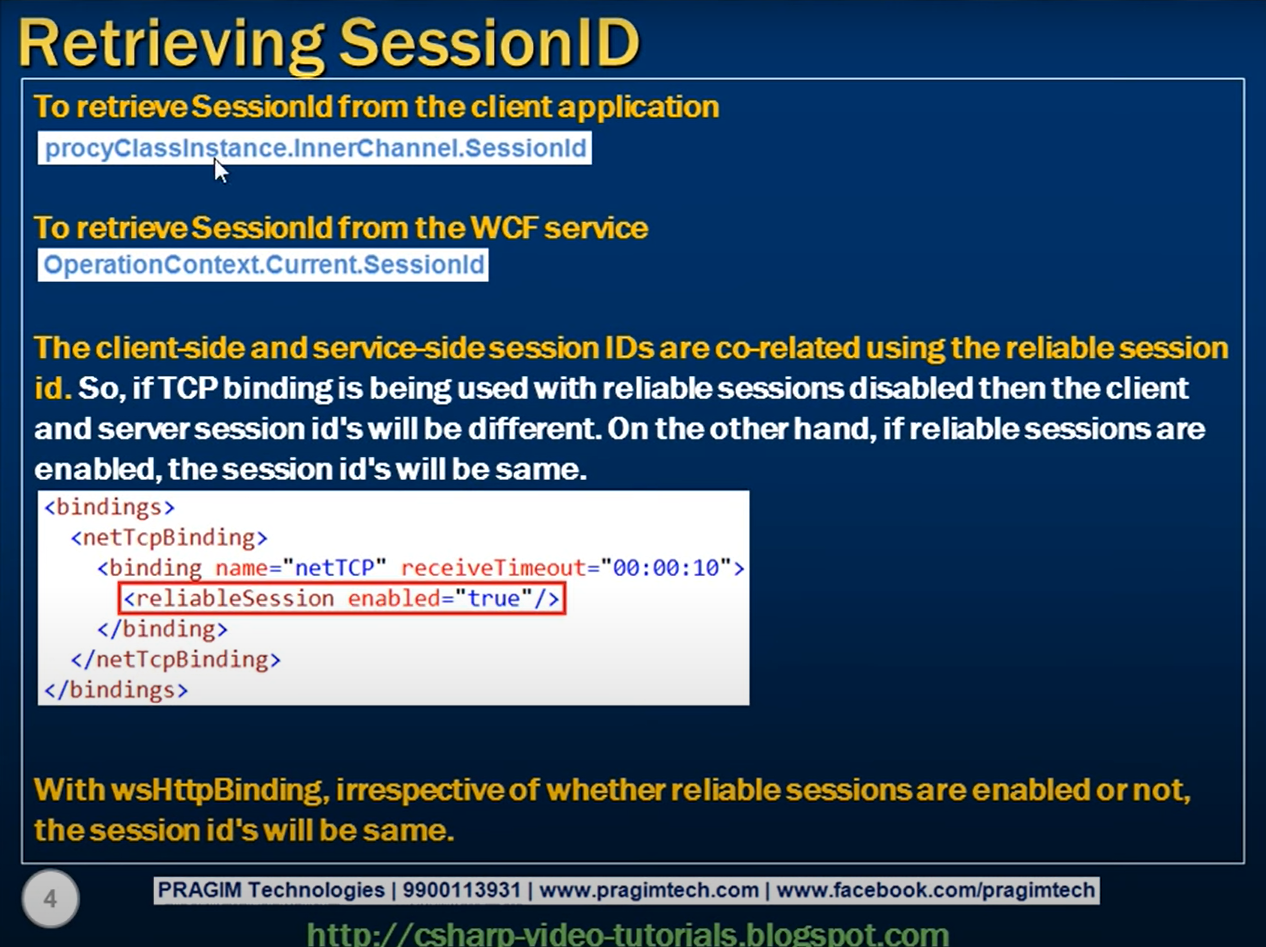 Retrieving SessionID
To retrieve SessionId from the client application
procyClassInstance.InnerChannel.SessionId
To retrieve SessionId from the WCF service
OperationContext.Current.SessionId
The client-side and service-side session IDs are co-related using the reliable session
id. So, if TCP binding is being used with reliable sessions disabled then the client
and server session id's will be different. On the other hand, if reliable sessions are
enabled, the session id's will be same.
<bindings>
<netTcpBinding>
<binding name="netTCP" receiveTimeout="00:00:10">
<reliableSession enabled="true"/>
</binding>
</netTcpBinding>
</bindings>
With wsHttpBinding, irrespective of whether reliable sessions are enabled or not,
the session id's will be same.
4
PRAGIM Technologies | 9900113931 | www.pragimtech.com | www.facebook.com/pragimtech
http://csharp-video-tutorials.blogspot.com